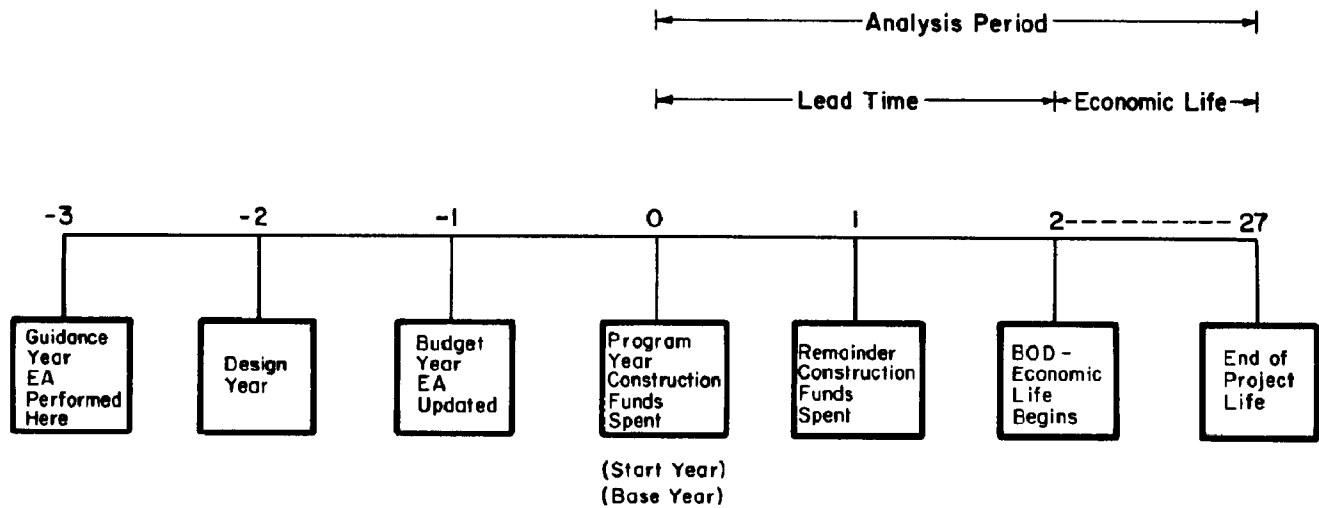 Analysis Period
Lead Time
Economic Life
-3
-2
-1
0
1
2
27
Guidance
Year
EA
Performed
Here
Design
Year
Budget
Year
EA
Updated
Program
Year
Construction
Funds
Spent
Remainder
Construction
Funds
Spent
BOD-
Economic
Life
Begins
End of
Project
Life
(Start Year)
(Base Year)